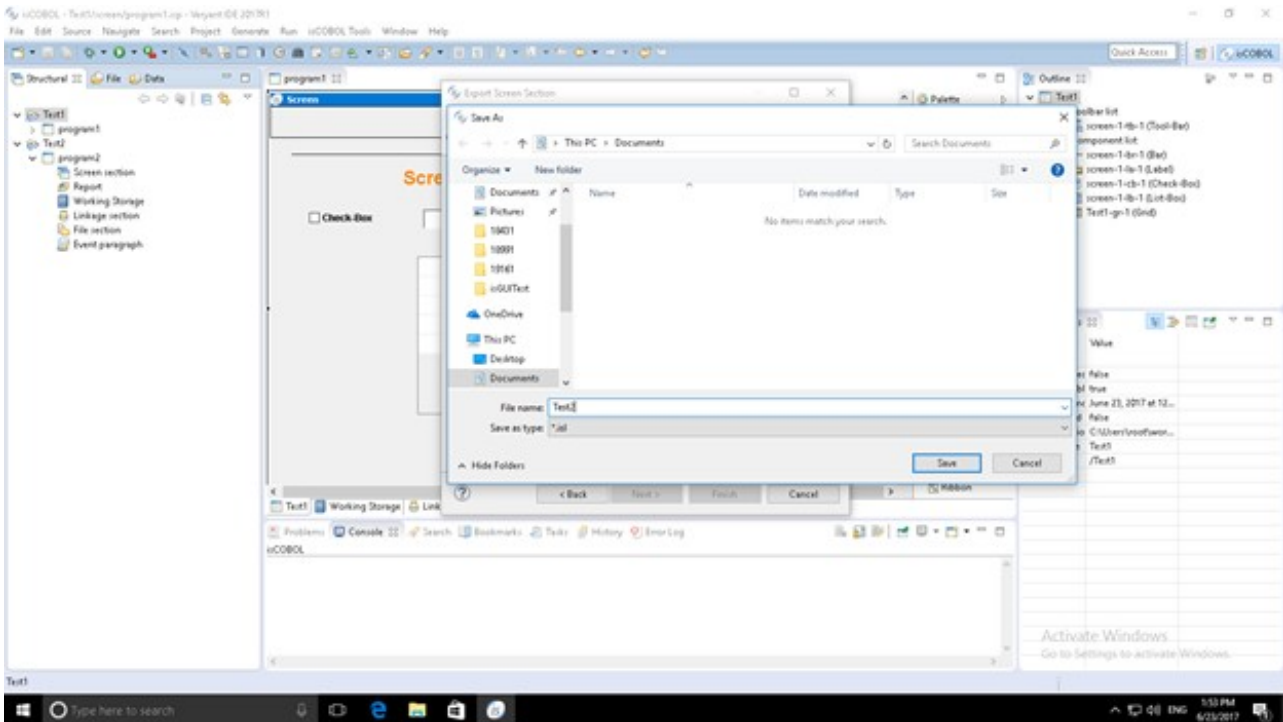 isCOBOL - Test1/screen/program1.isp - Veryant IDE 2017R1
File Edit Source Navigate Search Project Generate Run isCOBOL Tools Window Help
Quick Access
isCOBOL
Structural
File
Data
Test1
program1
Test2
program2
Screen section
Report
Working Storage
Linkage section
File section
Event paragraph
program1
Screen
Scre
Check-Box
Palette
Ribbon
Export Screen Section
Save As
This PC > Documents
Search Documents
Organize
New folder
Documents
Pictures
18431
19161
isGUITest
OneDrive
This PC
Desktop
Documents
Name
Date modified
Type
Size
No items match your search.
File name: Test2
Save as type: *.isl
Hide Folders
Save
Cancel
< Back
Next >
Finish
Cancel
Test1
Working Storage
Link
Problems
Console
Search
Bookmarks
Tasks
History
Error Log
isCOBOL
Outline
Test1
oolbar list
screen-1-tb-1 (Tool-Bar)
omponent list
screen-1-br-1 (Bar)
screen-1-la-1 (Label)
screen-1-cb-1 (Check-Box)
screen-1-lb-1 (List-Box)
Test1-gr-1 (Grid)
Value
false
true
June 23, 2017 at 12...
false
C:\Users\root\wor...
Test1
/Test1
Activate Windows
Go to Settings to activate Windows.
Test1
Type here to search
ENG
1:53 PM
6/23/2017